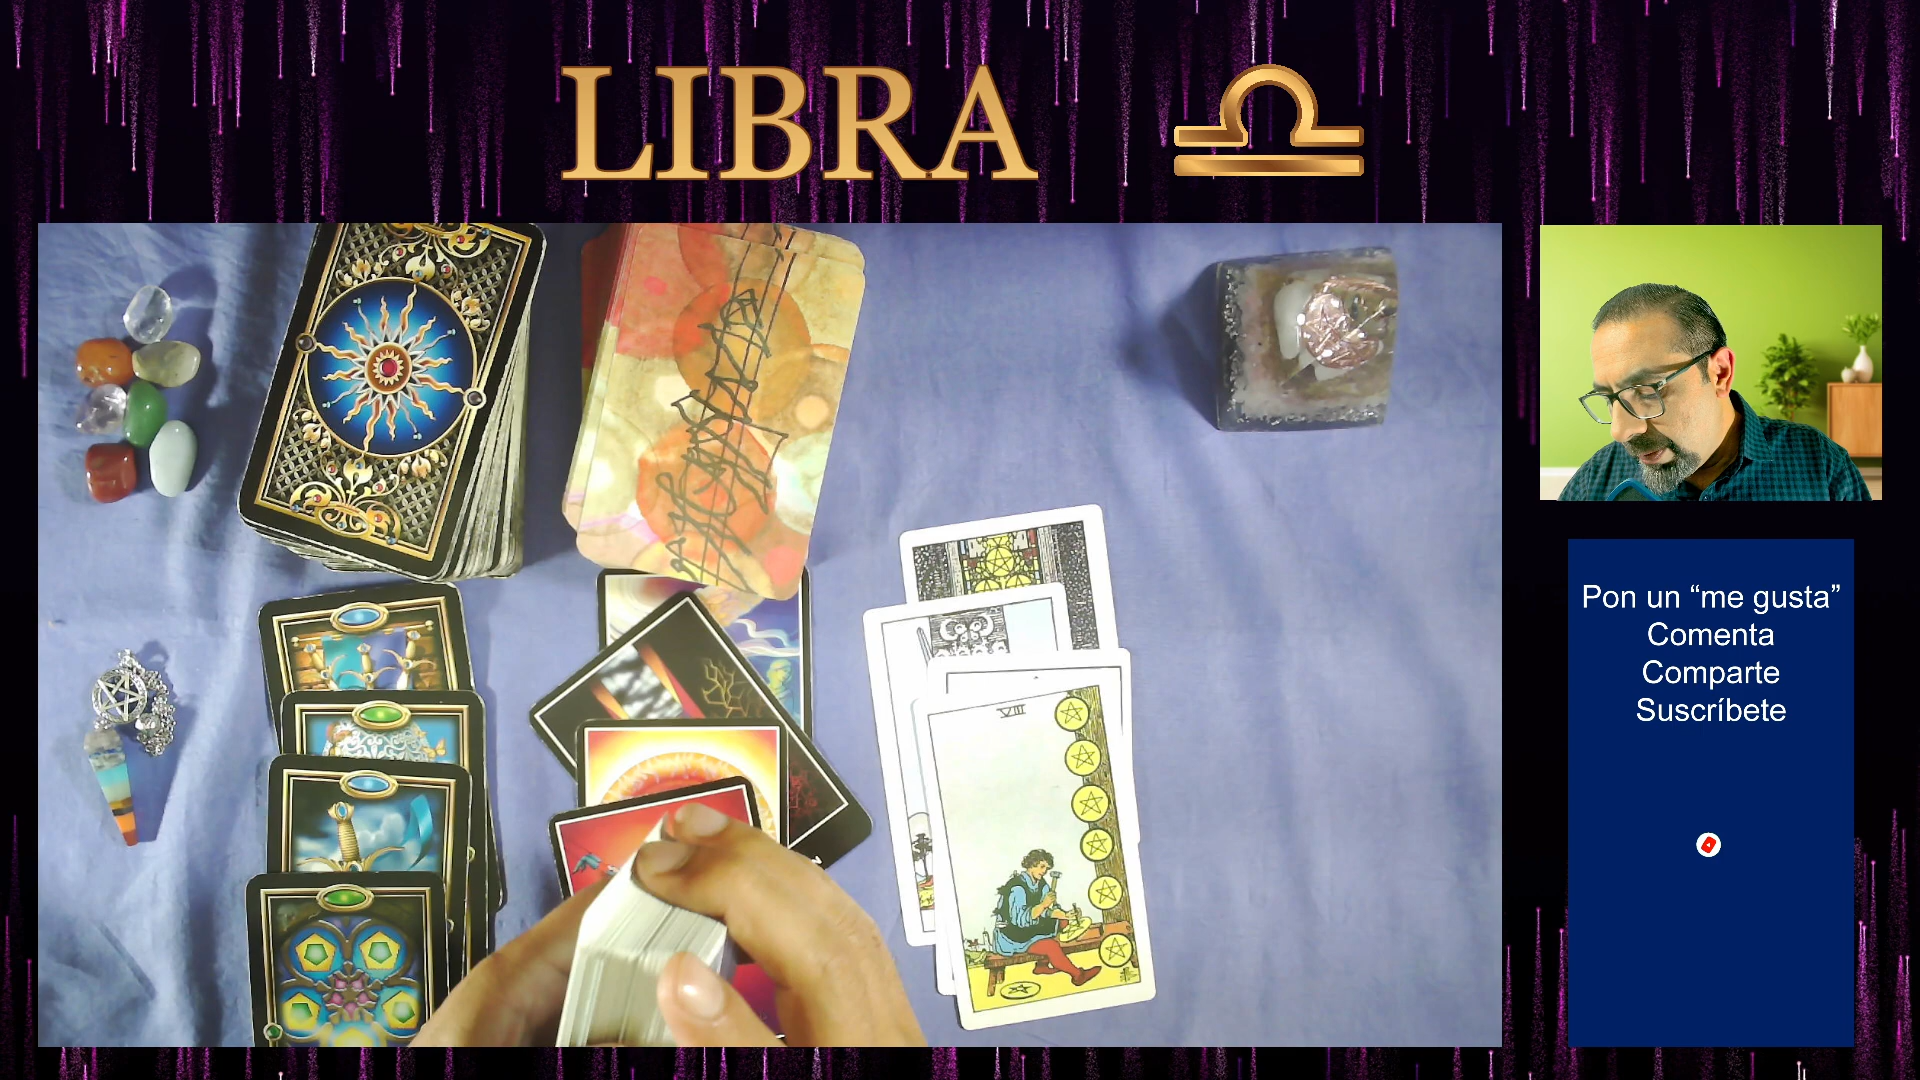 LIBRA
Pon un “me gusta”
Comenta
Comparte
Suscríbete
VIII